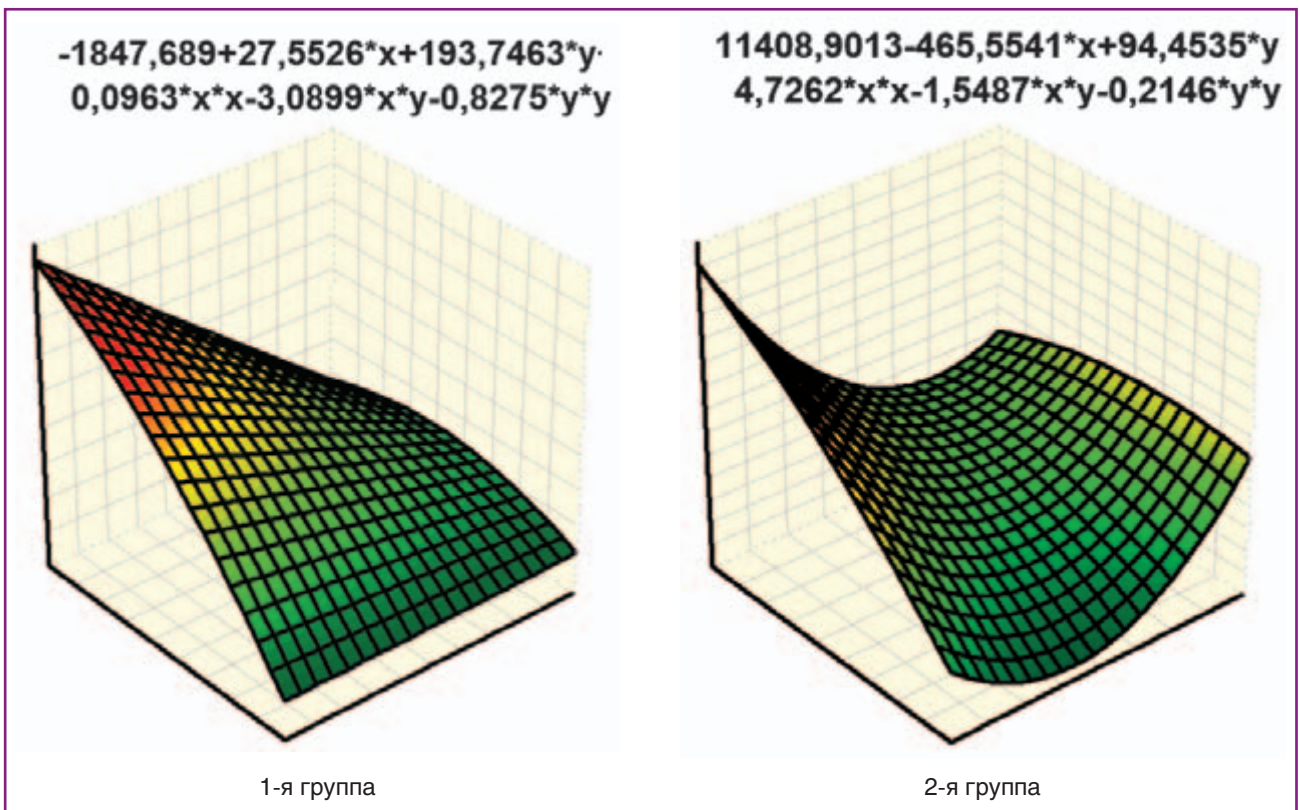 -1847,689+27,5526*x+193,7463*y-
0,0963*x*x-3,0899*x*y-0,8275*y*y
11408,9013-465,5541*x+94,4535*y
4,7262*x*x-1,5487*x*y-0,2146*y*y
1-я группа
2-я группа